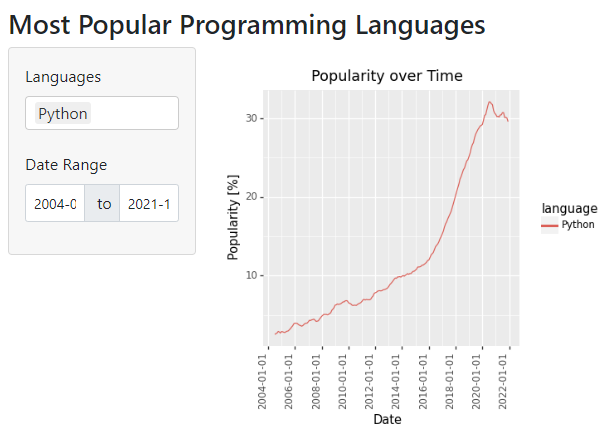 Most Popular Programming Languages
Languages
Python
Date Range
2004-0 to 2021-1
Popularity over Time
Popularity [%]
30
20
10
2004-01-01
2006-01-01
2008-01-01
2010-01-01
2012-01-01
2014-01-01
2016-01-01
2018-01-01
2020-01-01
2022-01-01
Date
language
Python